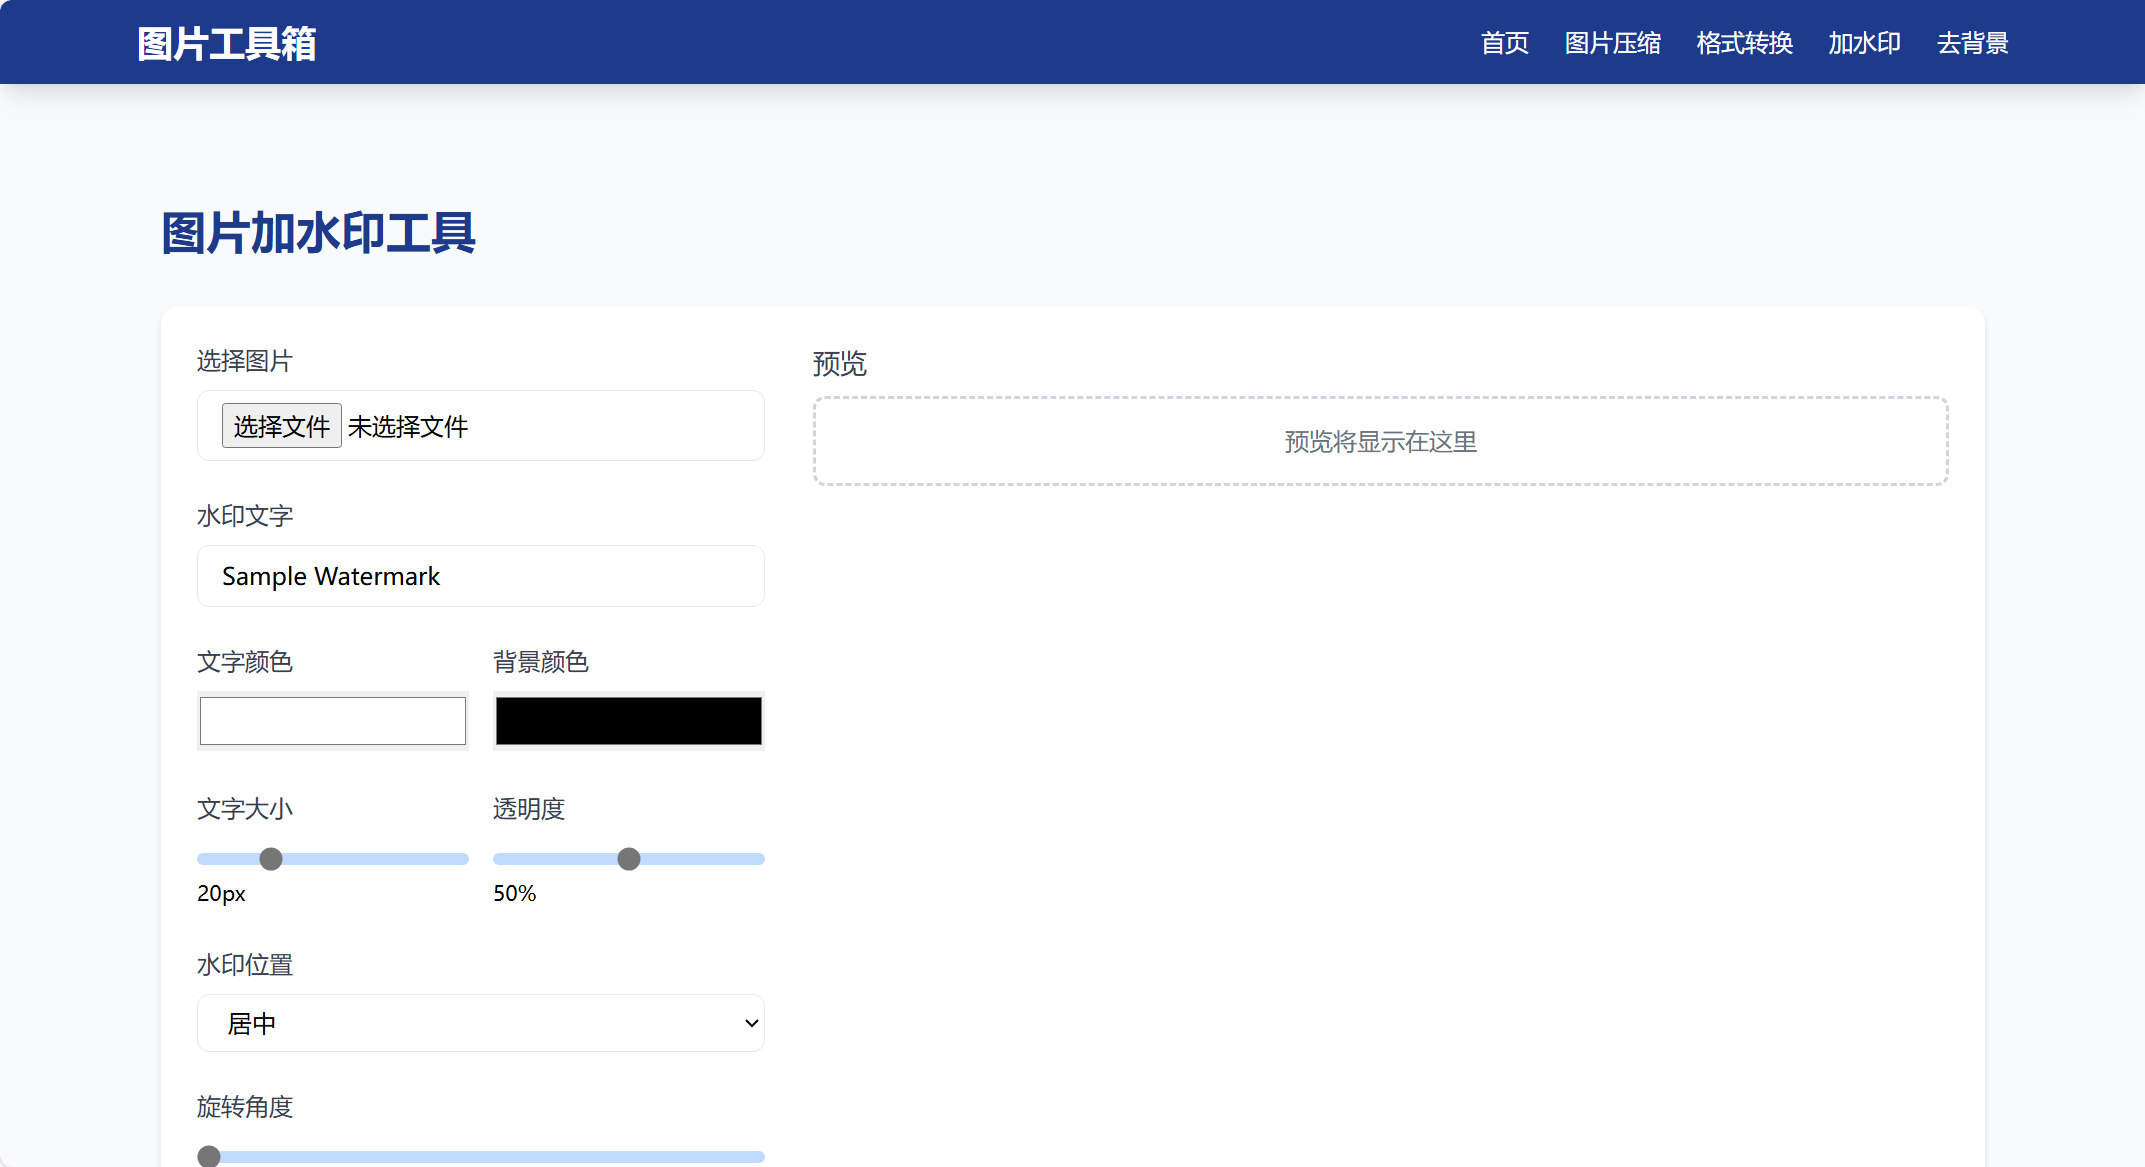 图片工具箱
首页 图片压缩 格式转换 加水印 去背景
图片加水印工具
选择图片
选择文件 未选择文件
水印文字
Sample Watermark
文字颜色 背景颜色
文字大小 透明度
20px 50%
水印位置
居中
旋转角度
预览
预览将显示在这里